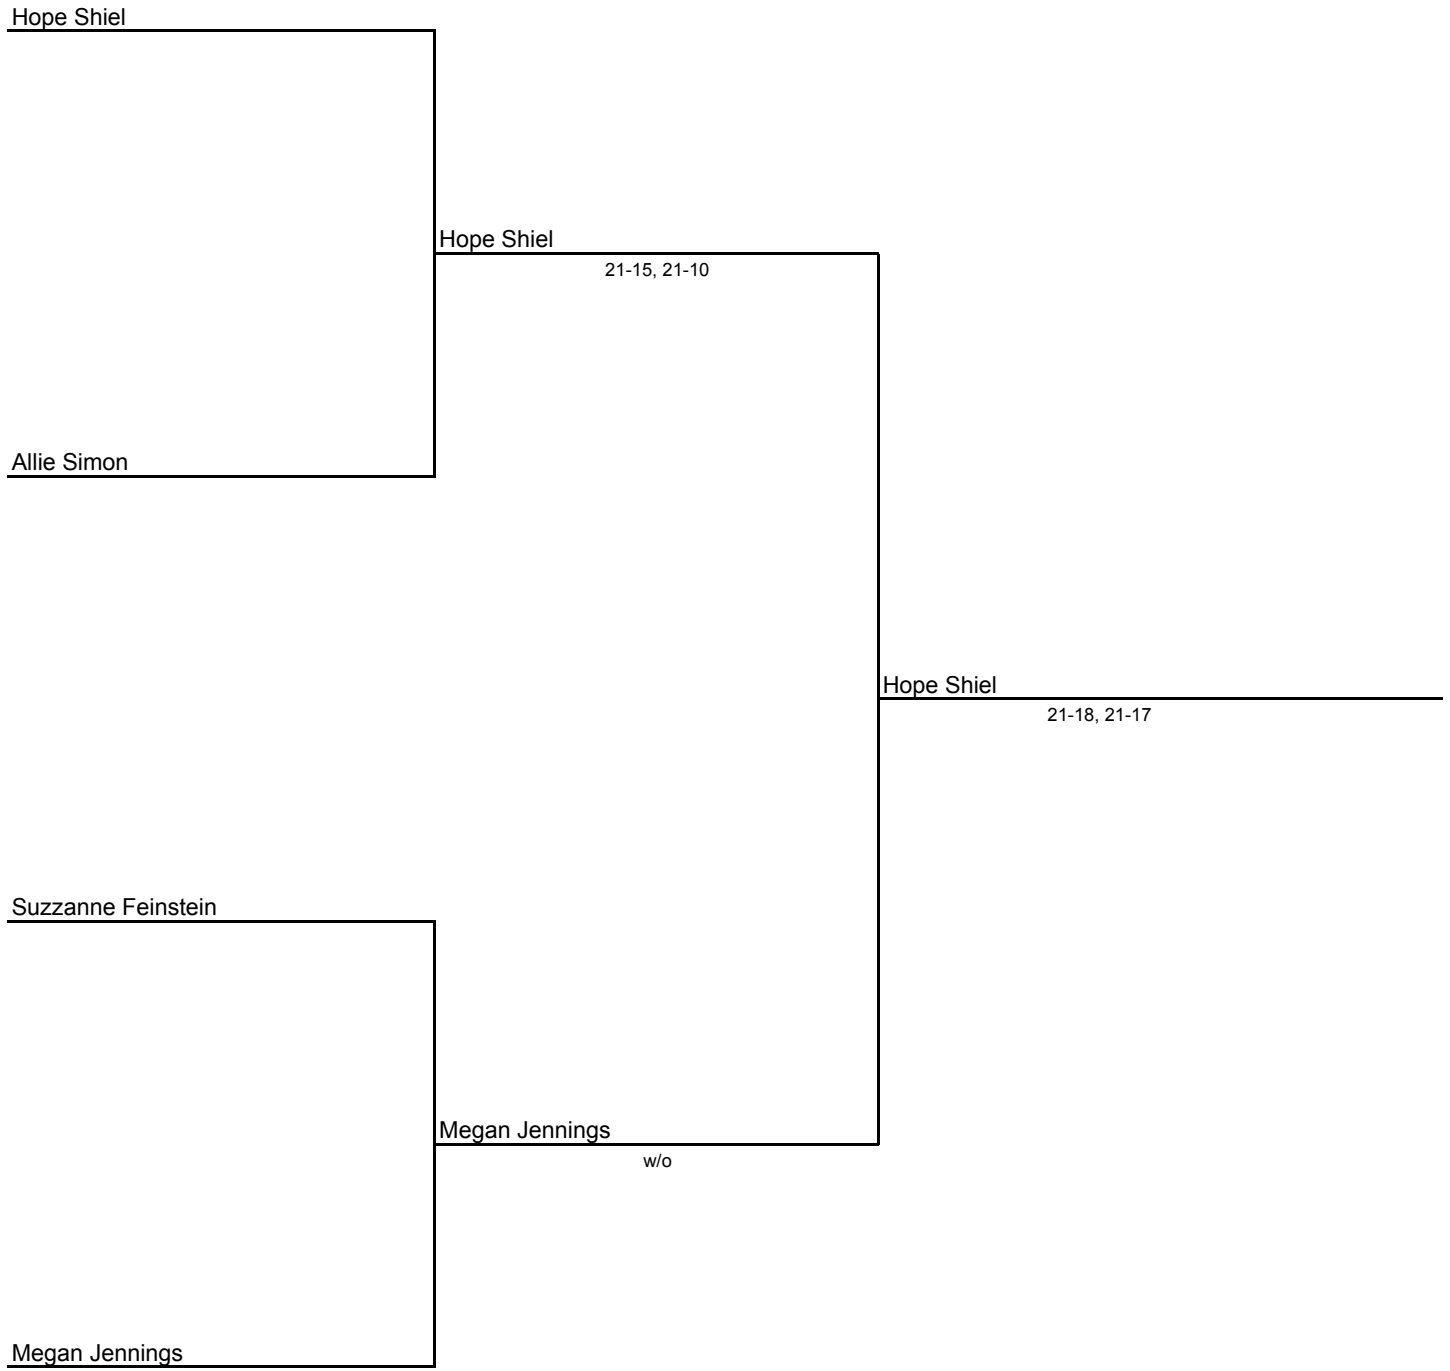 Hope Shiel
Hope Shiel
21-15, 21-10
Allie Simon
Hope Shiel
21-18, 21-17
Suzzanne Feinstein
Megan Jennings
w/o
Megan Jennings